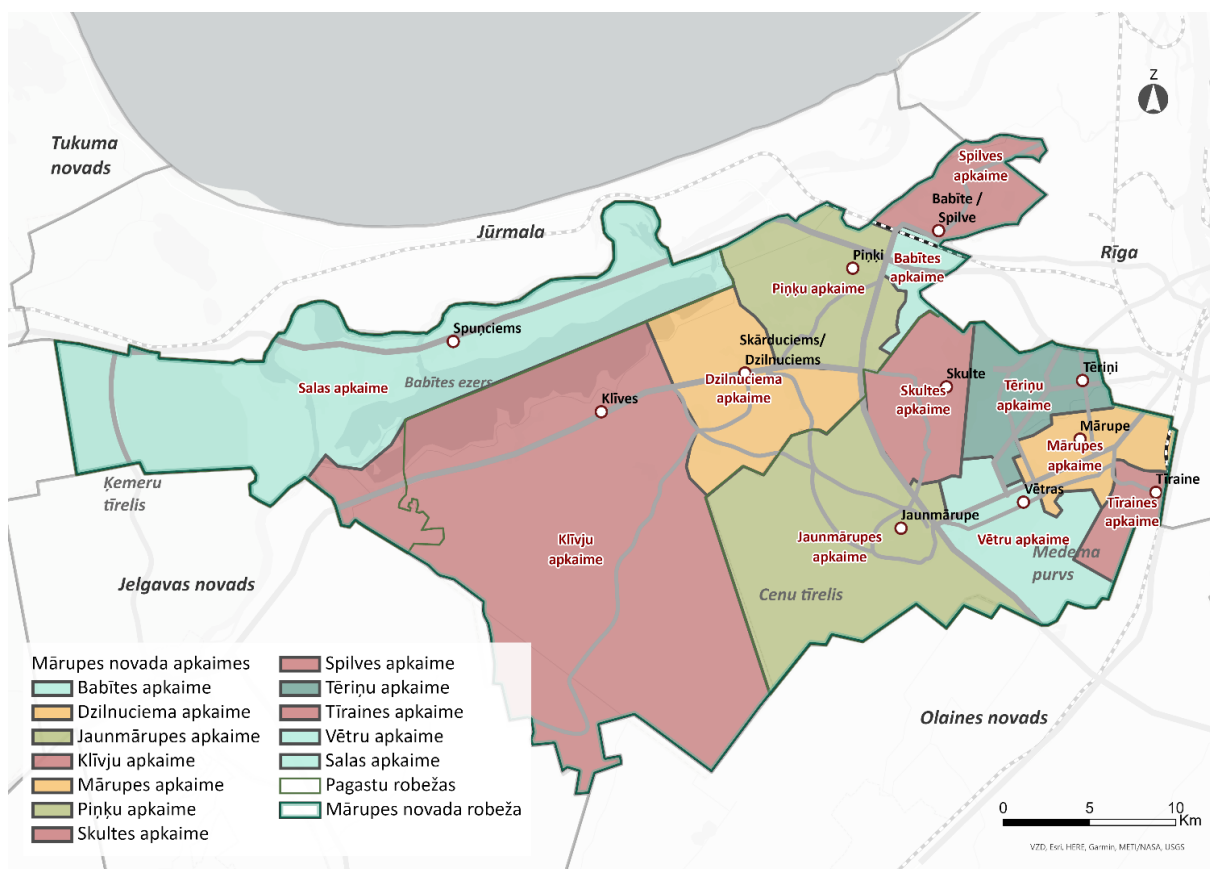 Z
Tukuma
novads
Spilves
apkaime
Babīte /
Spilve
Jūrmala
Rīga
Piņķi
Babītes
apkaime
Piņķu apkaime
Spuņciems
Skārduciems/
Dzilnuciems
Dzilnuciema
apkaime
Skulte
Tēriņi
Salas apkaime
Babītes ezers
Skultes
apkaime
Tēriņu
apkaime
Klīves
Mārupe
Mārupes
apkaime
Ķemeru
tīrelis
Vētras
Tīraine
Tīraines
apkaime
Jaunmārupe
Klīvju
apkaime
Jaunmārupes
apkaime
Vētru apkaime
Medema
purvs
Jelgavas novads
Cenu tīrelis
Olaines novads
Mārupes novada apkaimes
Babītes apkaime
Dzilnuciema apkaime
Jaunmārupes apkaime
Klīvju apkaime
Mārupes apkaime
Piņķu apkaime
Skultes apkaime
Spilves apkaime
Tēriņu apkaime
Tīraines apkaime
Vētru apkaime
Salas apkaime
Pagastu robežas
Mārupes novada robeža
0 5 10
Km
VZD, Esri, HERE, Garmin, METI/NASA, USGS